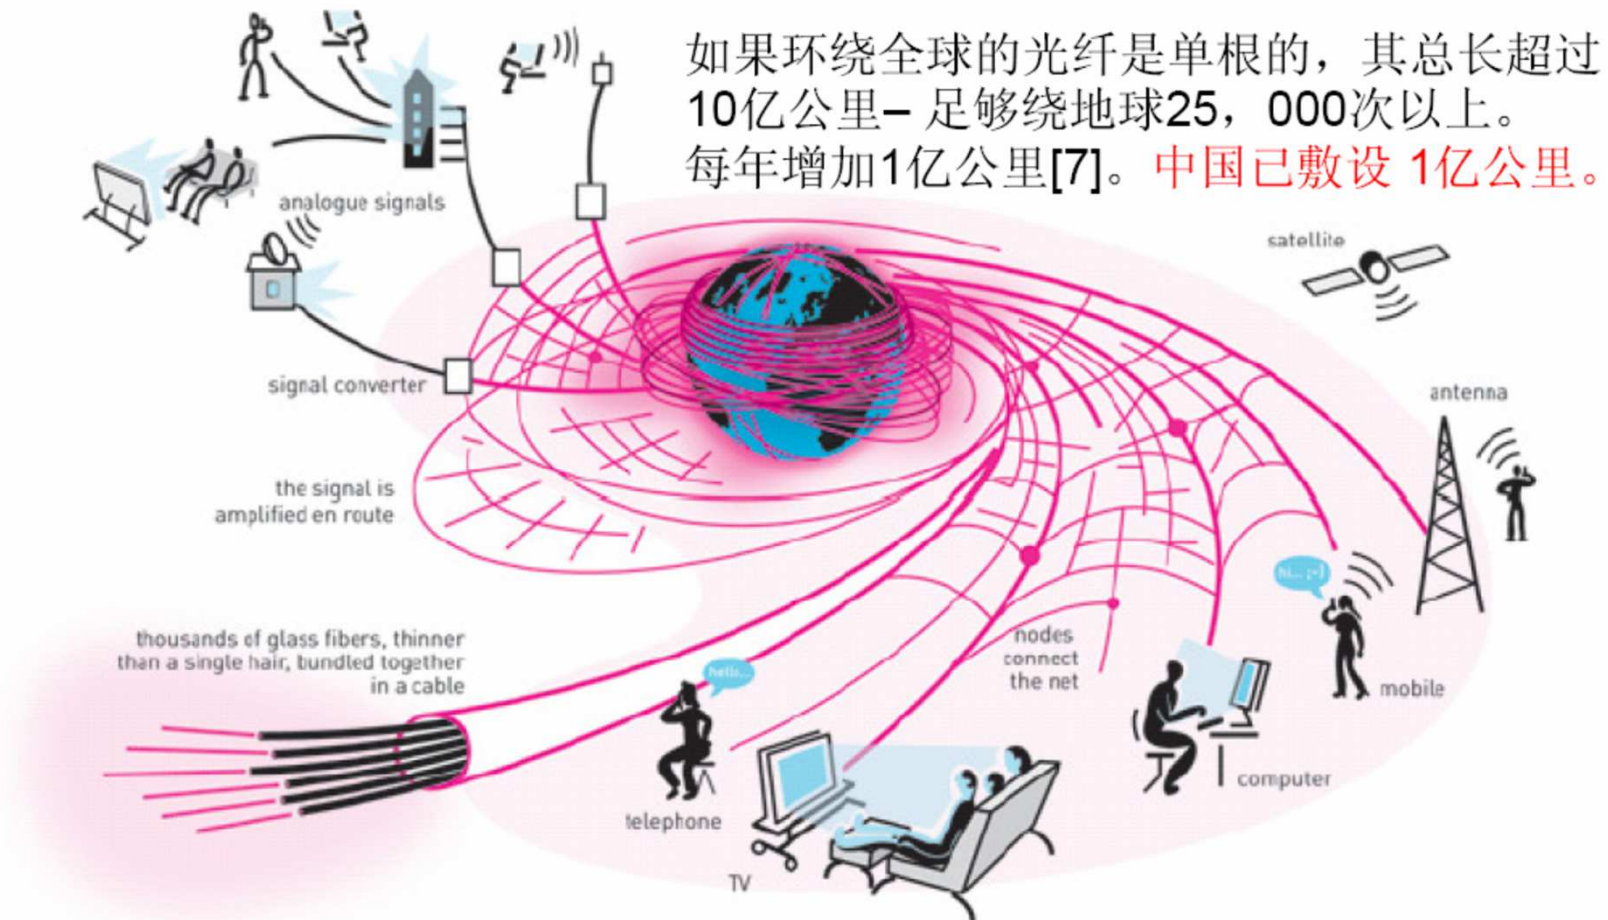 如果环绕全球的光纤是单根的，其总长超过
10亿公里– 足够绕地球25，000次以上。
每年增加1亿公里[7]。中国已敷设 1亿公里。
analogue signals
satellite
signal converter
antenna
the signal is
amplified en route
hi... ;-)
thousands of glass fibers, thinner
than a single hair, bundled together
in a cable
nodes
connect
the net
hello...
mobile
computer
telephone
TV